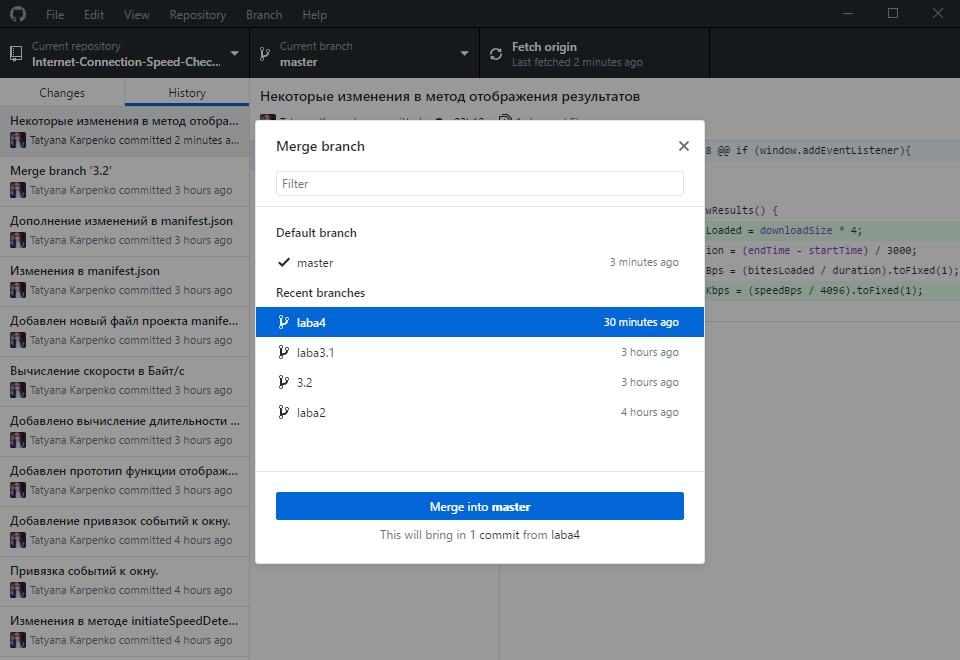 File Edit View Repository Branch Help
Current repository
Internet-Connection-Speed-Chec...
Current branch
master
Fetch origin
Last fetched 2 minutes ago
Changes
History
Некоторые изменения в метод отобра...
Tatyana Karpenko committed 2 minutes a...
Merge branch '3.2'
Tatyana Karpenko committed 3 hours ago
Дополнение изменений в manifest.json
Tatyana Karpenko committed 3 hours ago
Изменения в manifest.json
Tatyana Karpenko committed 3 hours ago
Добавлен новый файл проекта manife...
Tatyana Karpenko committed 3 hours ago
Вычисление скорости в Байт/с
Tatyana Karpenko committed 3 hours ago
Добавлено вычисление длительности ...
Tatyana Karpenko committed 3 hours ago
Добавлен прототип функции отображ...
Tatyana Karpenko committed 3 hours ago
Добавление привязок событий к окну.
Tatyana Karpenko committed 4 hours ago
Привязка событий к окну.
Tatyana Karpenko committed 4 hours ago
Изменения в методе initiateSpeedDete...
Tatyana Karpenko committed 4 hours ago
Некоторые изменения в метод отображения результатов
8 @@ if (window.addEventListener){
wResults() {
Loaded = downloadSize * 4;
ion = (endTime - startTime) / 3000;
Bps = (bitesLoaded / duration).toFixed(1);
Kbps = (speedBps / 4096).toFixed(1);
Merge branch
Filter
Default branch
master 3 minutes ago
Recent branches
laba4 30 minutes ago
laba3.1 3 hours ago
3.2 3 hours ago
laba2 4 hours ago
Merge into master
This will bring in 1 commit from laba4